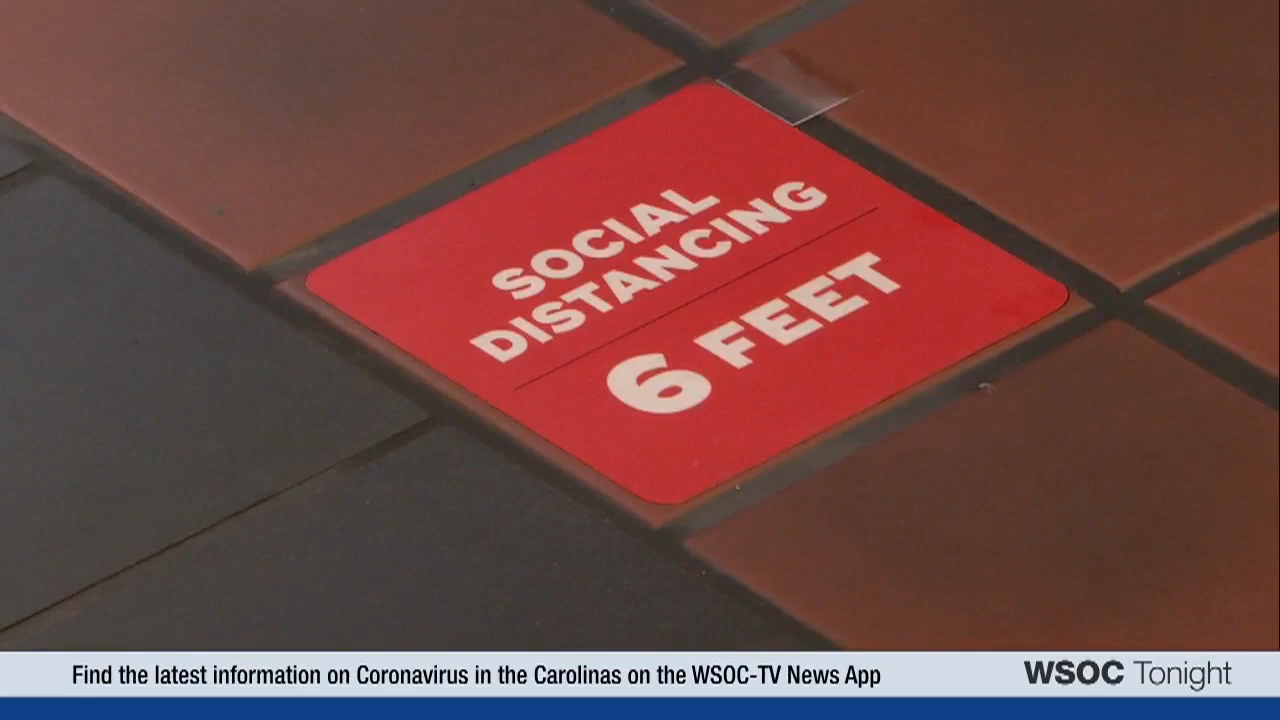 SOCIAL
DISTANCING
6 FEET
Find the latest information on Coronavirus in the Carolinas on the WSOC-TV News App
WSOC Tonight